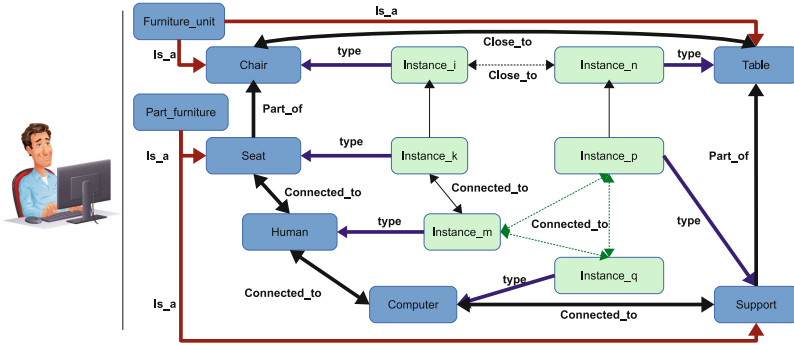 Is_a
Furniture_unit
Close_to
Is_a
type
type
Chair
Instance_i
Instance_n
Table
Close_to
Part_of
Part_furniture
Is_a
type
Seat
Instance_k
Instance_p
Part_of
Connected_to
Connected_to
type
type
Human
Instance_m
Connected_to
Connected_to
type
Instance_q
Is_a
Computer
Support
Connected_to